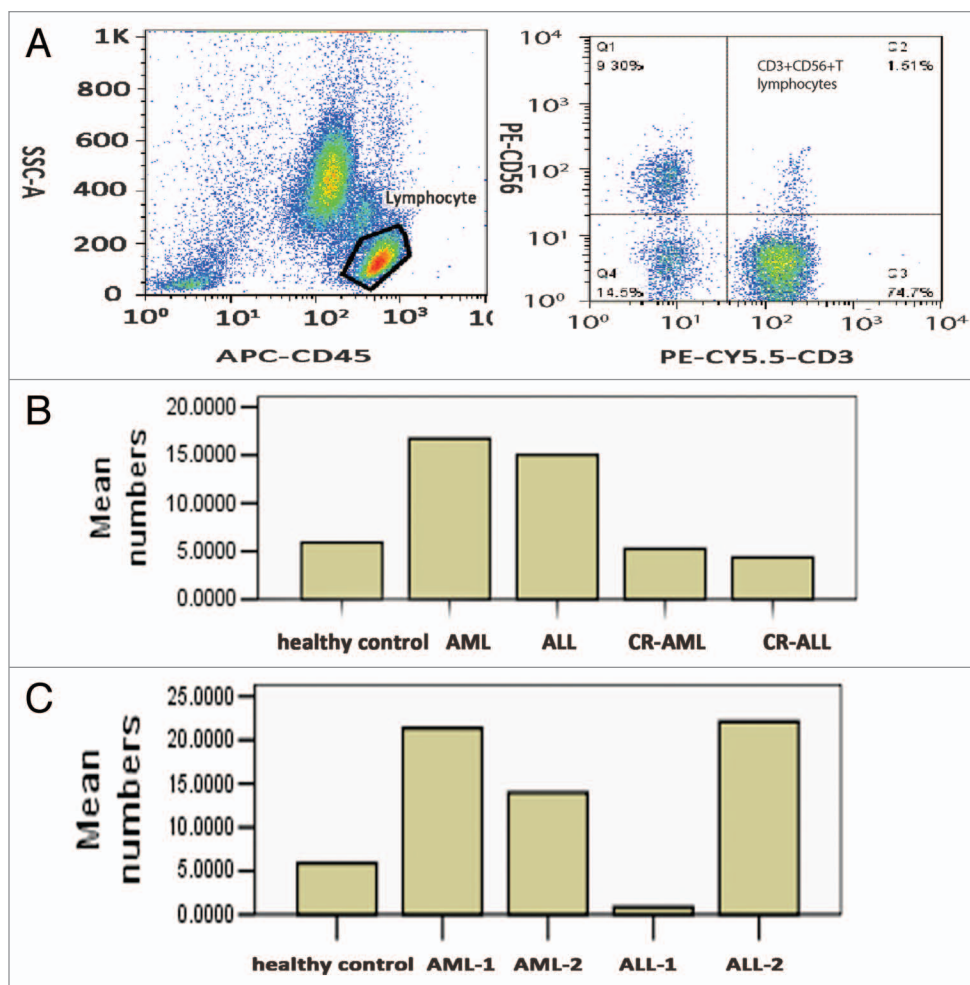 A
1K
800
600
400
200
0
SSC-A
Lymphocyte
10⁰
10¹
10²
10³
APC-CD45
10⁴
10³
10²
10¹
10⁰
PE-CD56
Q1
9.30%
CD3+CD56+T
lymphocytes
1.51%
Q4
14.5%
74.7%
10⁰
10¹
10²
10³
10⁴
PE-CY5.5-CD3
B
20.0000
15.0000
10.0000
5.0000
0.0000
Mean
numbers
healthy control AML ALL CR-AML CR-ALL
C
25.0000
20.0000
15.0000
10.0000
5.0000
0.0000
Mean
numbers
healthy control AML-1 AML-2 ALL-1 ALL-2